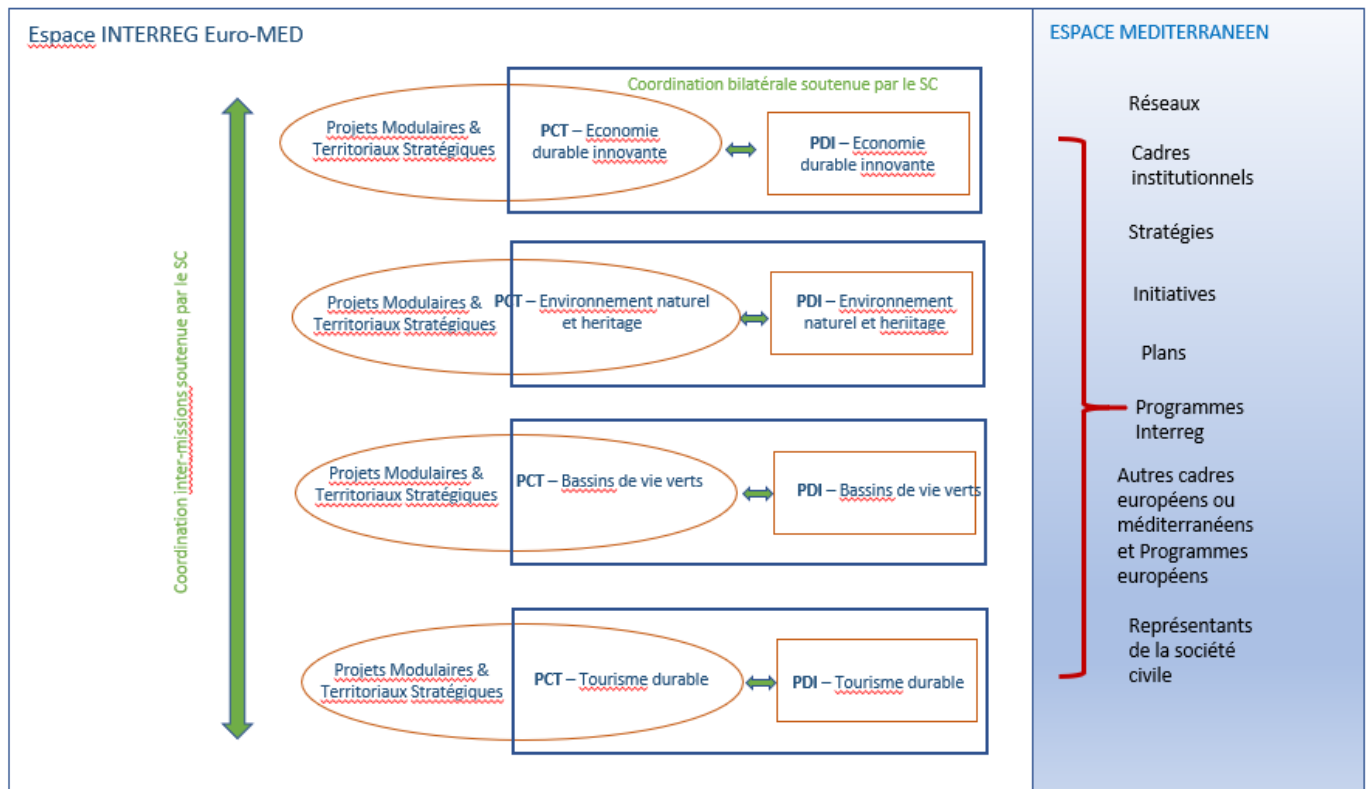 Espace INTERREG Euro-MED
Coordination inter-missions soutenue par le SC
Coordination bilatérale soutenue par le SC
Projets Modulaires &
Territoriaux Stratégiques
PCT – Economie
durable innovante
PDI – Economie
durable innovante
Projets Modulaires &
Territoriaux Stratégiques
PCT – Environnement naturel
et heritage
PDI – Environnement
naturel et heriitage
Projets Modulaires &
Territoriaux Stratégiques
PCT – Bassins de vie verts
PDI – Bassins de vie verts
Projets Modulaires &
Territoriaux Stratégiques
PCT – Tourisme durable
PDI – Tourisme durable
ESPACE MEDITERRANEEN
Réseaux
Cadres
institutionnels
Stratégies
Initiatives
Plans
Programmes
Interreg
Autres cadres
européens ou
méditerranéens
et Programmes
européens
Représentants
de la société
civile